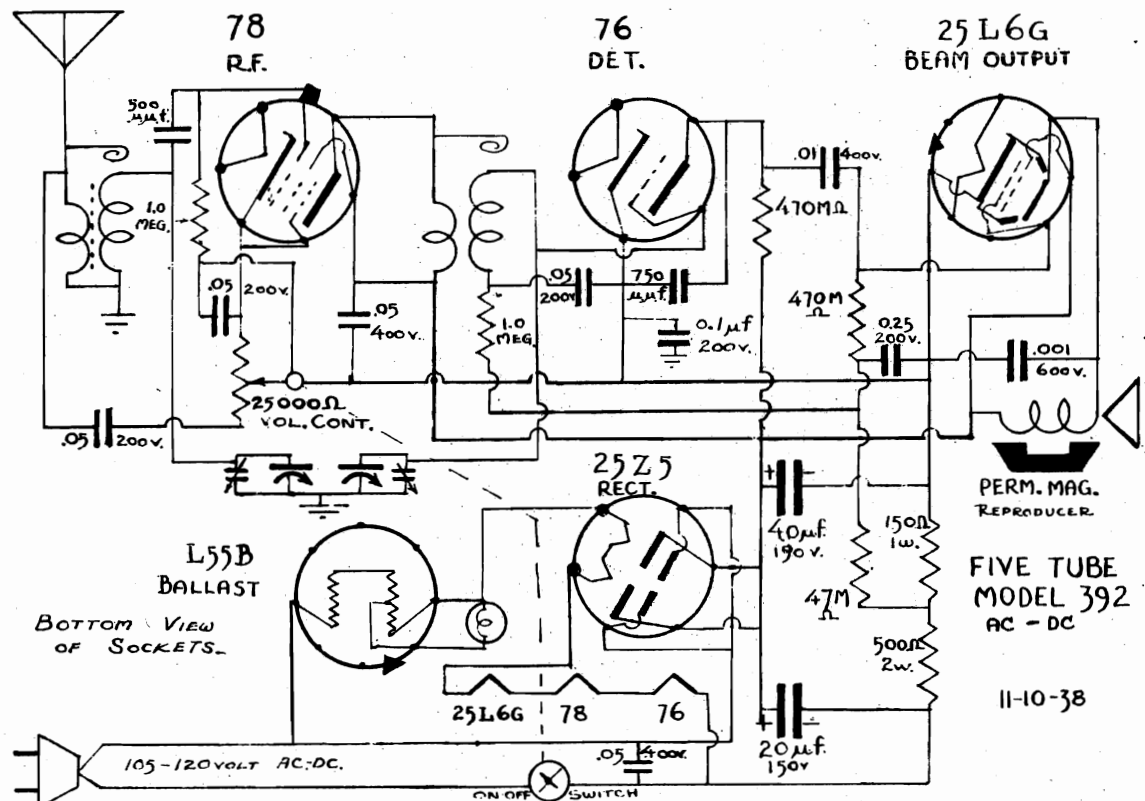 78
R.F.
76
DET.
25L6G
BEAM OUTPUT
500
µµf.
1.0
MEG.
.05
200v.
.05
400v.
1.0
MEG.
.05
200v.
750
µµf.
0.1µf
200v.
.01
400v.
470MΩ
470M
Ω
0.25
200v.
.001
600v.
25000Ω
VOL. CONT.
.05
200v.
25Z5
RECT.
PERM. MAG.
REPRODUCER
+
-
40µf.
190v.
150Ω
1w.
47M
Ω
500Ω
2w.
L55B
BALLAST
BOTTOM VIEW
OF SOCKETS-
FIVE TUBE
MODEL 392
AC - DC
11-10-38
25L6G
78
76
+
-
20µf.
150v
105-120 VOLT AC-DC.
.05
400v.
ON-OFF
SWITCH